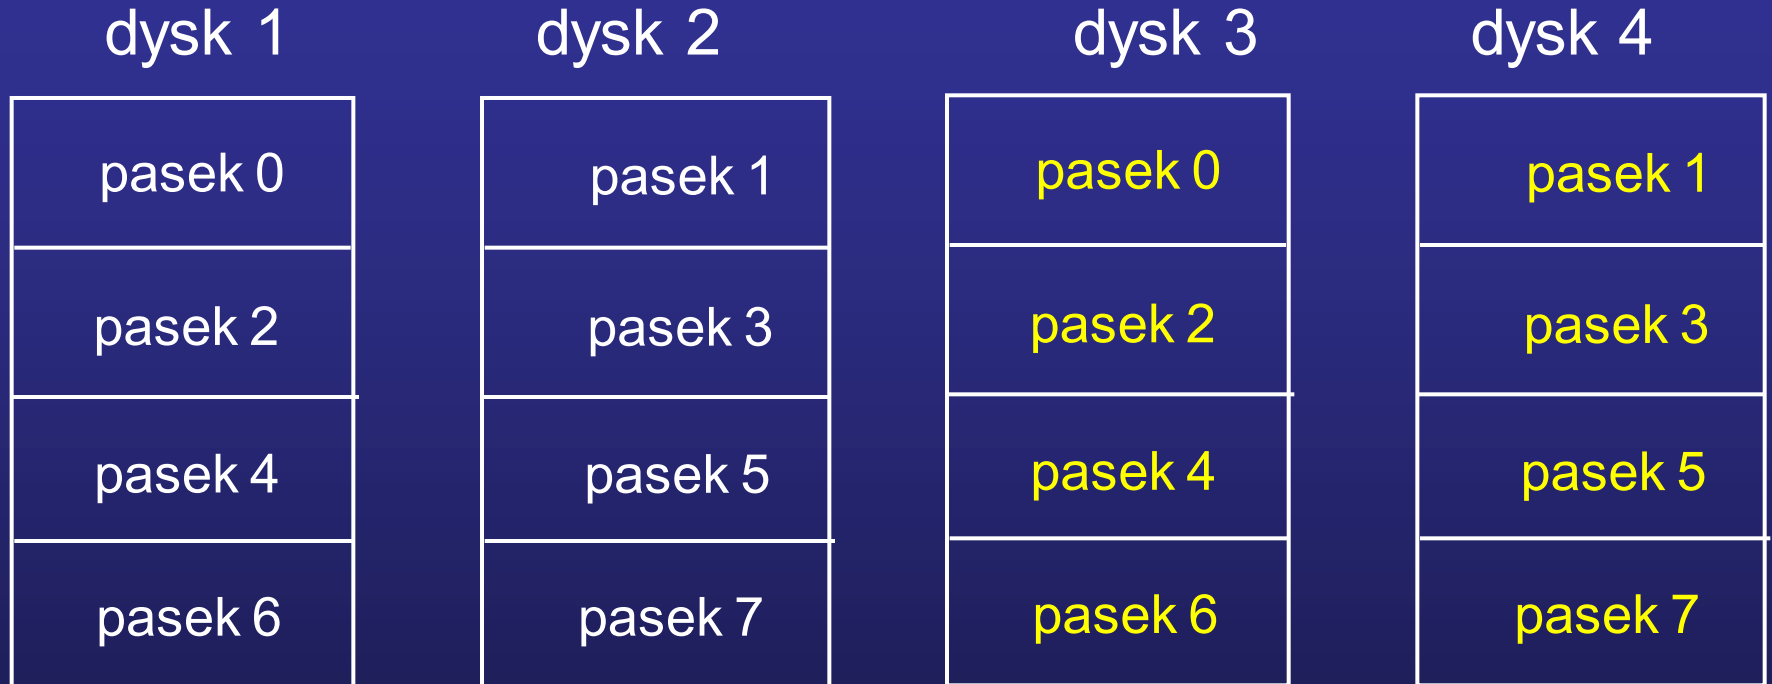 dysk 1 dysk 2 dysk 3 dysk 4
pasek 0 pasek 1 pasek 0 pasek 1
pasek 2 pasek 3 pasek 2 pasek 3
pasek 4 pasek 5 pasek 4 pasek 5
pasek 6 pasek 7 pasek 6 pasek 7